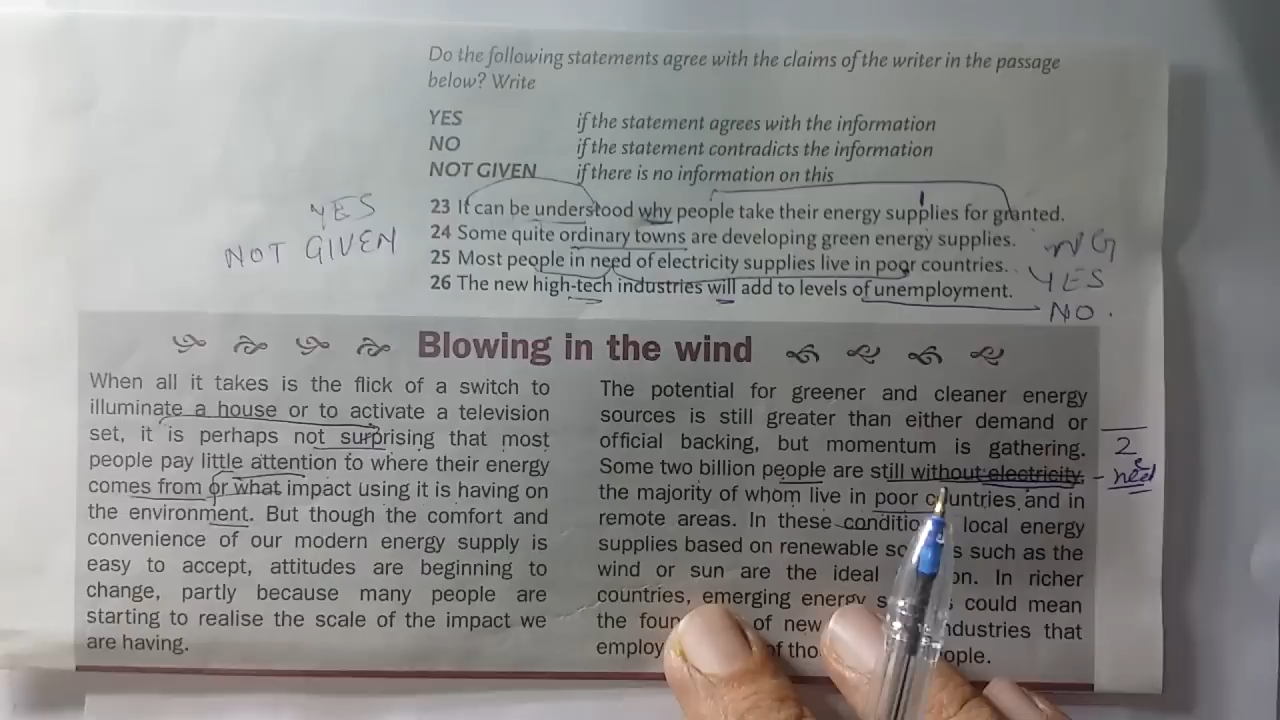 Do the following statements agree with the claims of the writer in the passage
below? Write
YES if the statement agrees with the information
NO if the statement contradicts the information
NOT GIVEN if there is no information on this
YES
NOT GIVEN
23 It can be understood why people take their energy supplies for granted.
24 Some quite ordinary towns are developing green energy supplies. NG
25 Most people in need of electricity supplies live in poor countries. YES
26 The new high-tech industries will add to levels of unemployment. NO.
Blowing in the wind
When all it takes is the flick of a switch to
illuminate a house or to activate a television
set, it is perhaps not surprising that most
people pay little attention to where their energy
comes from or what impact using it is having on
the environment. But though the comfort and
convenience of our modern energy supply is
easy to accept, attitudes are beginning to
change, partly because many people are
starting to realise the scale of the impact we
are having.
The potential for greener and cleaner energy
sources is still greater than either demand or
official backing, but momentum is gathering.
Some two billion people are still without electricity,
the majority of whom live in poor countries and in
remote areas. In these local energy
supplies based on renewable such as the
wind or sun are the ideal In richer
countries, emerging energy could mean
the of new industries that
employ of
2
need